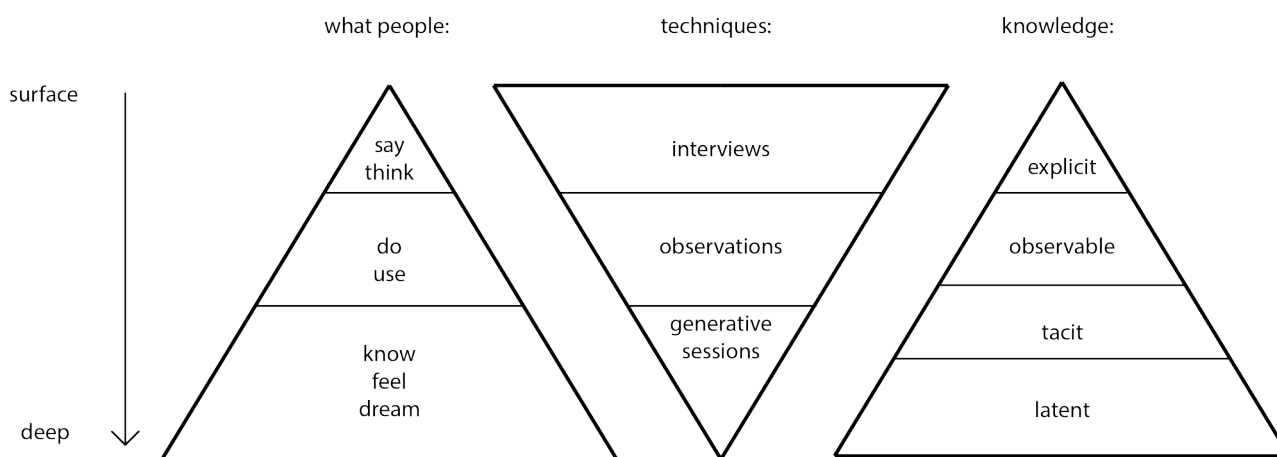 what people:
techniques:
knowledge:
surface
say
think
interviews
explicit
do
use
observations
observable
generative
sessions
tacit
know
feel
dream
latent
deep